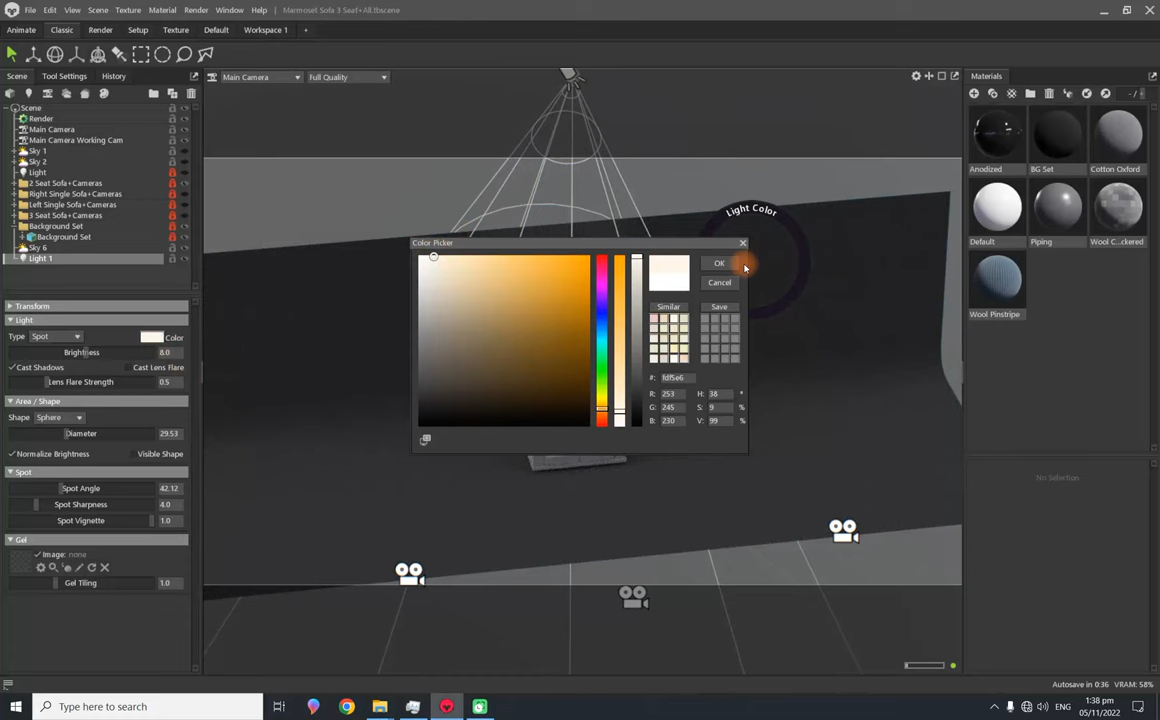 File Edit View Scene Texture Material Render Window Help Marmoset Sofa 3 Seat+All.tbscene
Animate Classic Render Setup Texture Default Workspace 1 +
Scene Tool Settings History
Main Camera Full Quality
Materials
Scene
Render
Main Camera
Main Camera Working Cam
Sky 1
Sky 2
Light
2 Seat Sofa+Cameras
Right Single Sofa+Cameras
Left Single Sofa+Cameras
3 Seat Sofa+Cameras
Background Set
Background Set
Sky 6
Light 1
Transform
Light
Type Spot Color
Brightness 8.0
Cast Shadows Cast Lens Flare
Lens Flare Strength 0.5
Area / Shape
Shape Sphere
Diameter 29.53
Normalize Brightness Visible Shape
Spot
Spot Angle 42.12
Spot Sharpness 4.0
Spot Vignette 1.0
Gel
Image: none
Gel Tiling 1.0
Light Color
Color Picker
OK
Cancel
Similar Save
#: fdf5e6
R: 253 H: 38 °
G: 245 S: 9 %
B: 230 V: 99 %
Anodized BG Set Cotton Oxford
Default Piping Wool C...ckered
Wool Pinstripe
No Selection
Autosave in 0:36 VRAM: 58%
Type here to search
ENG
1:38 pm
05/11/2022